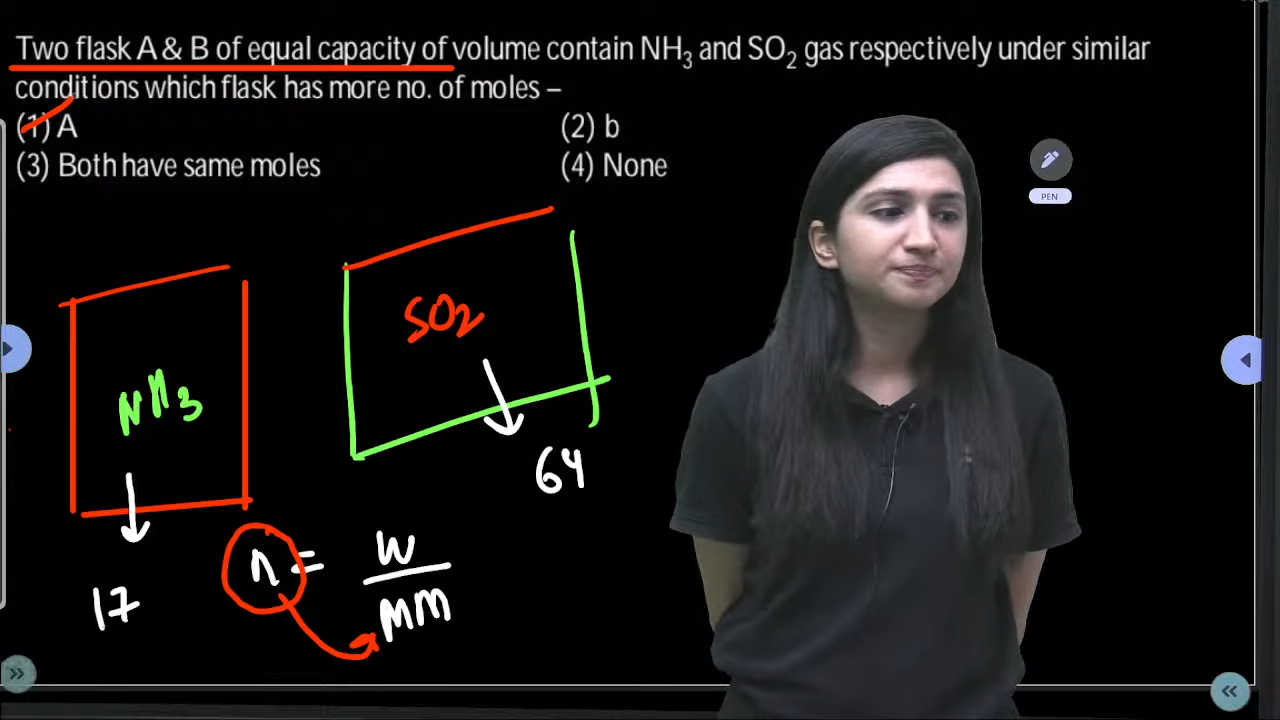 Two flask A & B of equal capacity of volume contain NH₃ and SO₂ gas respectively under similar
conditions which flask has more no. of moles –
(1) A
(2) b
(3) Both have same moles
(4) None
PEN
SO₂
NH₃
64
n = W
MM
17